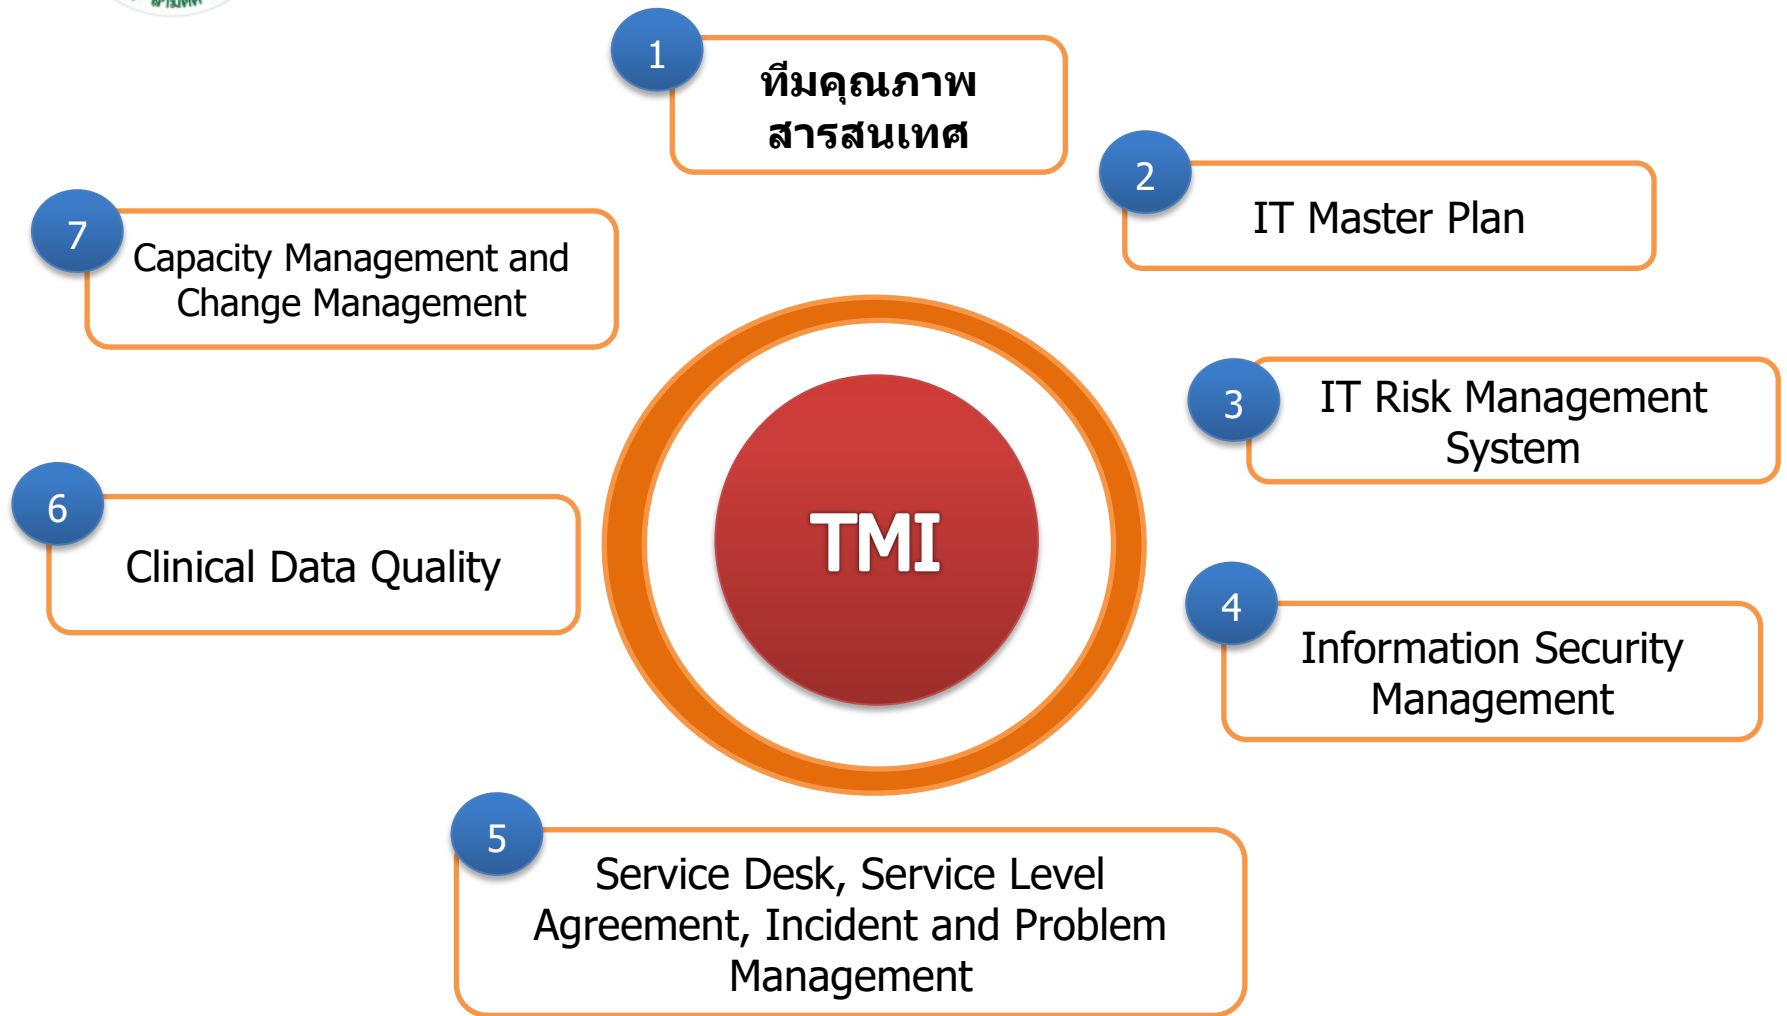 1
ทีมคุณภาพ
สารสนเทศ
2
IT Master Plan
3
IT Risk Management
System
4
Information Security
Management
5
Service Desk, Service Level
Agreement, Incident and Problem
Management
6
Clinical Data Quality
7
Capacity Management and
Change Management
TMI